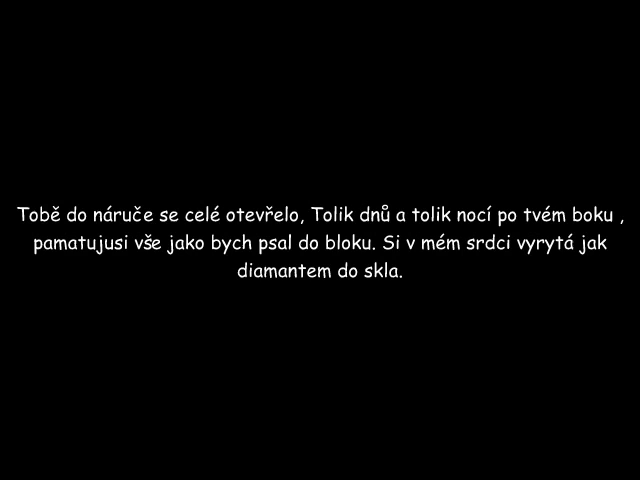 Tobě do náruče se celé otevřelo, Tolik dnů a tolik nocí po tvém boku ,
pamatujusi vše jako bych psal do bloku. Si v mém srdci vyrytá jak
diamantem do skla.